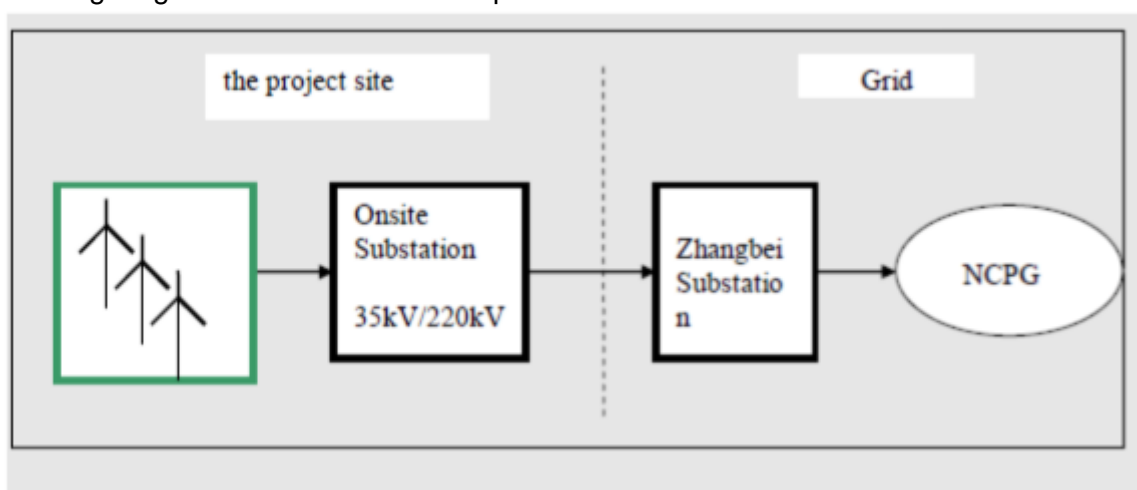 the project site
Grid
Onsite
Substation
35kV/220kV
Zhangbei
Substatio
n
NCPG